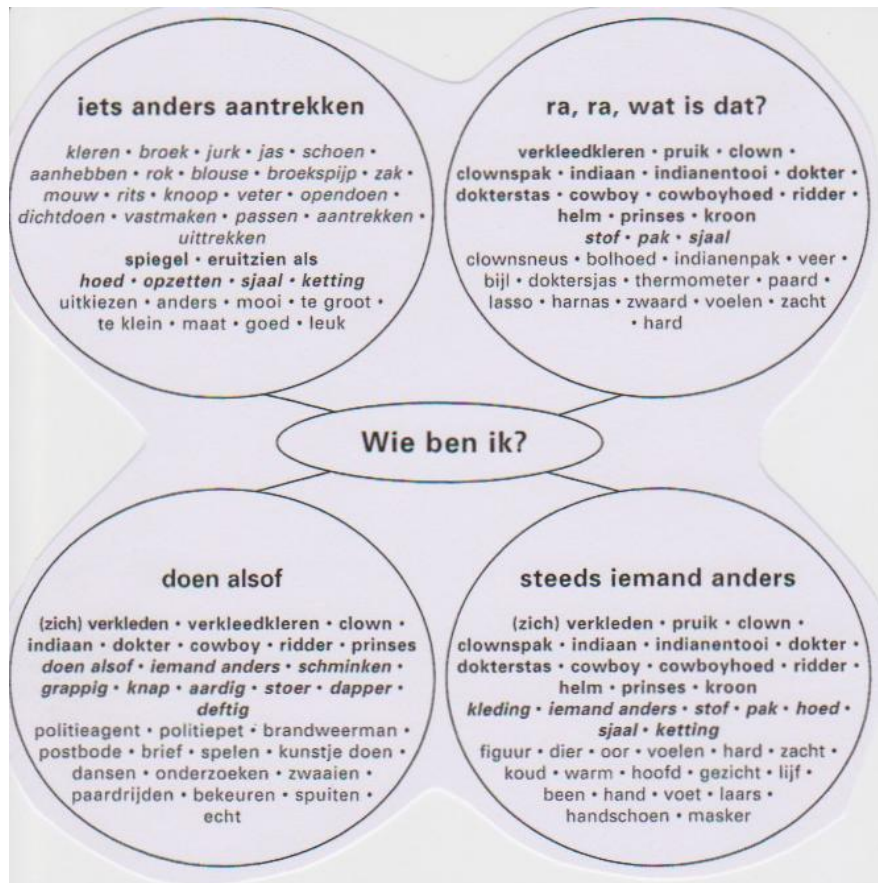 iets anders aantrekken
kleren • broek • jurk • jas • schoen •
aanhebben • rok • blouse • broekspijp • zak •
mouw • rits • knoop • veter • opendoen •
dichtdoen • vastmaken • passen • aantrekken •
uittrekken
spiegel • eruitzien als
hoed • opzetten • sjaal • ketting
uitkiezen • anders • mooi • te groot •
te klein • maat • goed • leuk
ra, ra, wat is dat?
verkleedkleren • pruik • clown •
clownspak • indiaan • indianentooi • dokter •
dokterstas • cowboy • cowboyhoed • ridder •
helm • prinses • kroon
stof • pak • sjaal
clownsneus • bolhoed • indianenpak • veer •
bijl • doktersjas • thermometer • paard •
lasso • harnas • zwaard • voelen • zacht
• hard
Wie ben ik?
doen alsof
(zich) verkleden • verkleedkleren • clown •
indiaan • dokter • cowboy • ridder • prinses
doen alsof • iemand anders • schminken •
grappig • knap • aardig • stoer • dapper •
deftig
politieagent • politiepet • brandweerman •
postbode • brief • spelen • kunstje doen •
dansen • onderzoeken • zwaaien •
paardrijden • bekeuren • spuiten •
echt
steeds iemand anders
(zich) verkleden • pruik • clown •
clownspak • indiaan • indianentooi • dokter •
dokterstas • cowboy • cowboyhoed • ridder •
helm • prinses • kroon
kleding • iemand anders • stof • pak • hoed •
sjaal • ketting
figuur • dier • oor • voelen • hard • zacht •
koud • warm • hoofd • gezicht • lijf •
been • hand • voet • laars •
handschoen • masker